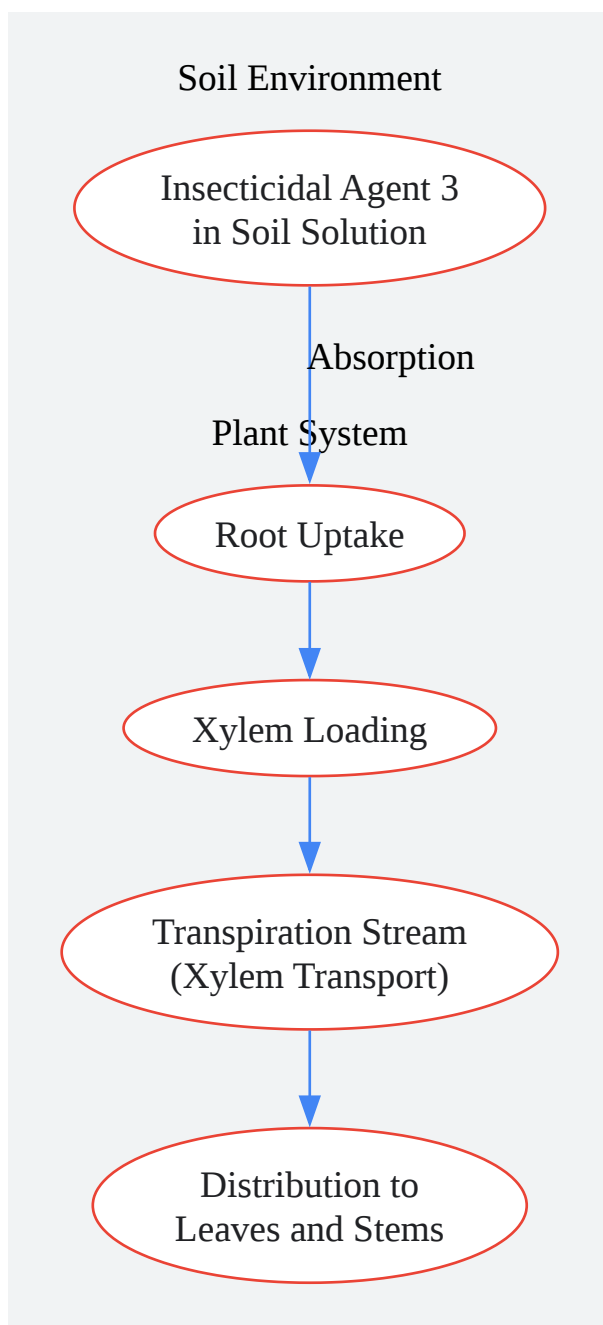 Soil Environment
Insecticidal Agent 3
in Soil Solution
Absorption
Plant System
Root Uptake
Xylem Loading
Transpiration Stream
(Xylem Transport)
Distribution to
Leaves and Stems